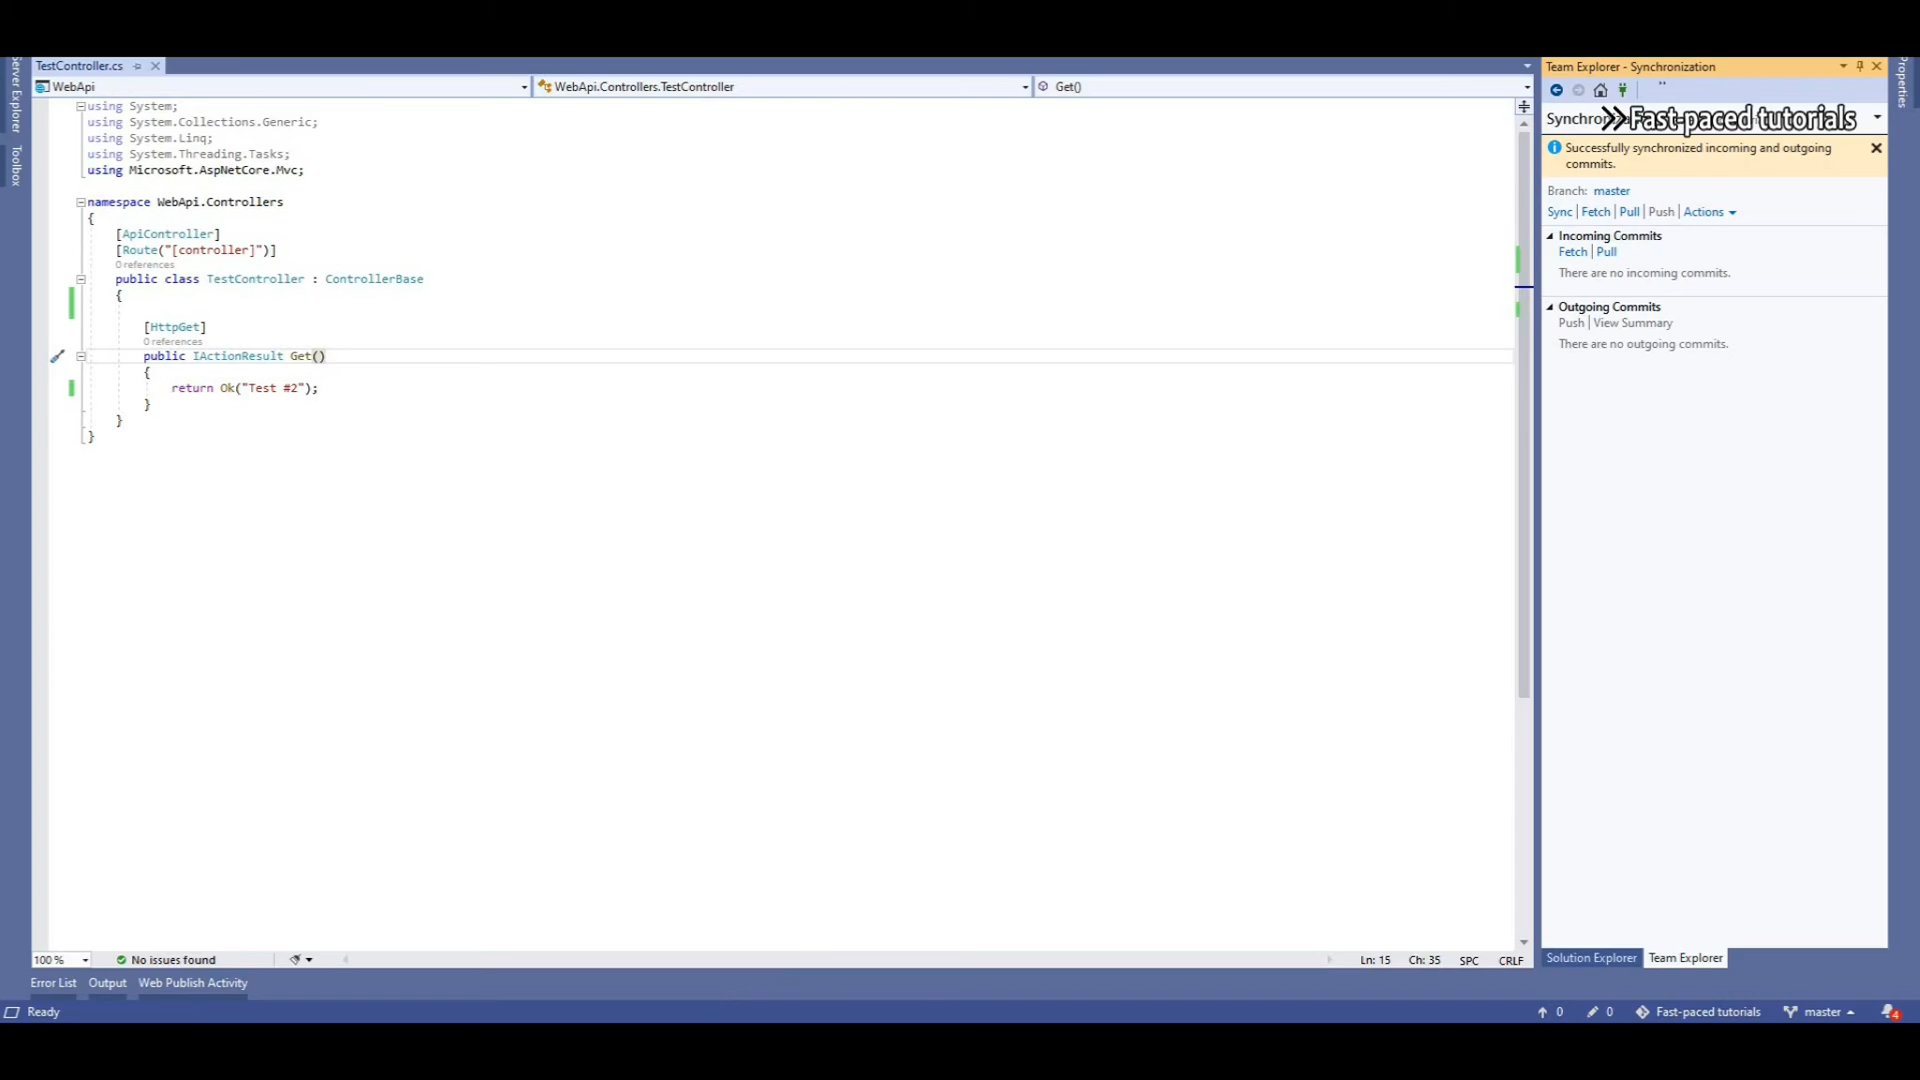 TestController.cs
WebApi
WebApi.Controllers.TestController
Get()
using System;
using System.Collections.Generic;
using System.Linq;
using System.Threading.Tasks;
using Microsoft.AspNetCore.Mvc;
namespace WebApi.Controllers
{
[ApiController]
[Route("[controller]")]
0 references
public class TestController : ControllerBase
{
[HttpGet]
0 references
public IActionResult Get()
{
return Ok("Test #2");
}
}
}
Server Explorer
Toolbox
Team Explorer - Synchronization
Fast-paced tutorials
Successfully synchronized incoming and outgoing
commits.
Branch: master
Sync | Fetch | Pull | Push | Actions
Incoming Commits
Fetch | Pull
There are no incoming commits.
Outgoing Commits
Push | View Summary
There are no outgoing commits.
Properties
100 %
No issues found
Ln: 15 Ch: 35 SPC CRLF
Solution Explorer
Team Explorer
Error List Output Web Publish Activity
Ready
0
0
Fast-paced tutorials
master
4